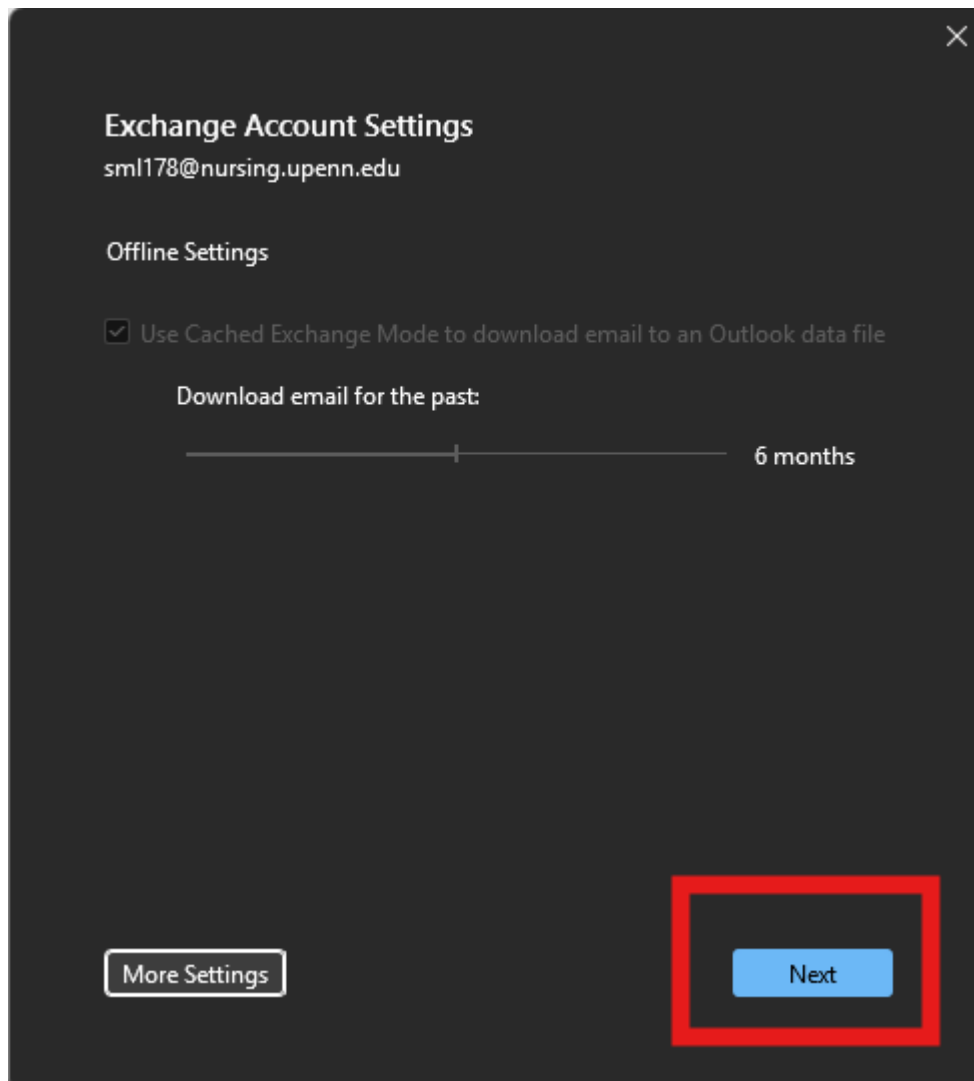 Exchange Account Settings
sml178@nursing.upenn.edu
Offline Settings
Use Cached Exchange Mode to download email to an Outlook data file
Download email for the past:
6 months
More Settings
Next